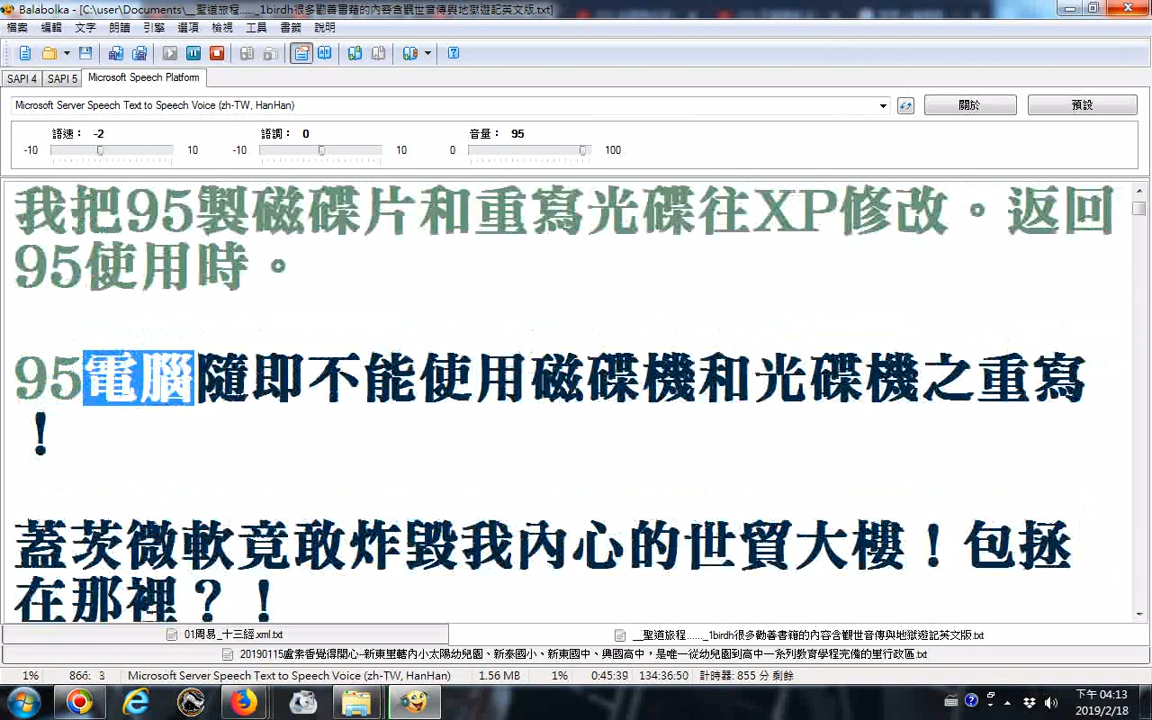 Balabolka - [C:\user\Documents\__聖道旅程......_1birdh很多勸善書籍的內容含觀世音傳與地獄遊記英文版.txt]
檔案 編輯 文字 朗讀 引擎 選項 檢視 工具 書籤 說明
SAPI 4 SAPI 5 Microsoft Speech Platform
Microsoft Server Speech Text to Speech Voice (zh-TW, HanHan) 關於 預設
語速： -2 語調： 0 音量： 95
-10 10 -10 10 0 100
我把95製磁碟片和重寫光碟往XP修改。返回
95使用時。
95電腦隨即不能使用磁碟機和光碟機之重寫
！
蓋茨微軟竟敢炸毀我內心的世貿大樓！包拯
在那裡？！
01周易_十三經.xml.txt __聖道旅程......_1birdh很多勸善書籍的內容含觀世音傳與地獄遊記英文版.txt
20190115盧素香覺得開心-新東里轄內小太陽幼兒園、新泰國小、新東國中、興國高中，是唯一從幼兒園到高中一系列教育學程完備的里行政區.txt
1% 866: 3 Microsoft Server Speech Text to Speech Voice (zh-TW, HanHan) 1.56 MB 1% 0:45:39 134:36:50 計時器: 855 分 剩餘
下午 04:13
2019/2/18